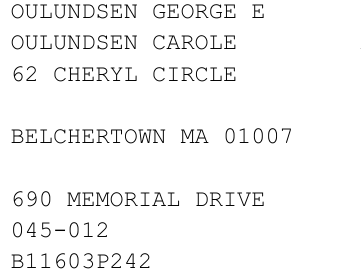 OULUNDSEN GEORGE E
OULUNDSEN CAROLE
62 CHERYL CIRCLE
BELCHERTOWN MA 01007
690 MEMORIAL DRIVE
045-012
B11603P242